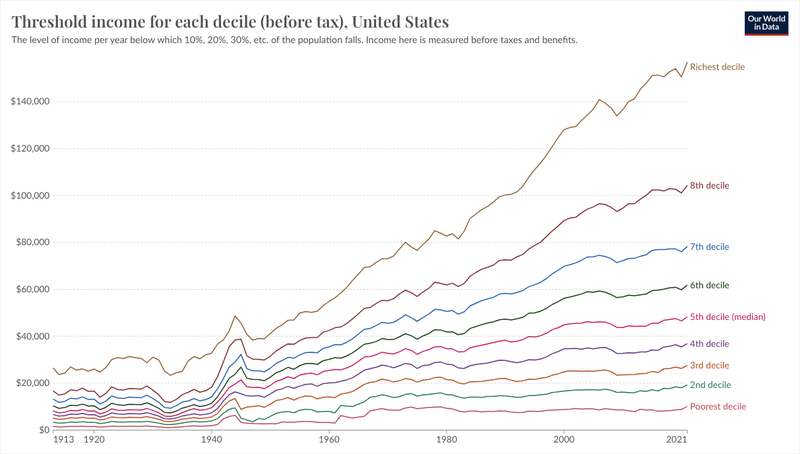 Threshold income for each decile (before tax), United States
The level of income per year below which 10%, 20%, 30%, etc. of the population falls. Income here is measured before taxes and benefits.
Our World
in Data
Richest decile
$140,000
$120,000
$100,000
8th decile
$80,000
7th decile
$60,000
6th decile
5th decile (median)
$40,000
4th decile
3rd decile
$20,000
2nd decile
Poorest decile
$0
1913 1920 1940 1960 1980 2000 2021